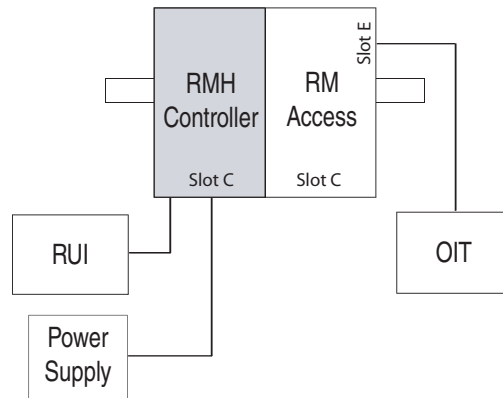 Slot E
RMH
Controller
RM
Access
Slot C
Slot C
RUI
OIT
Power
Supply